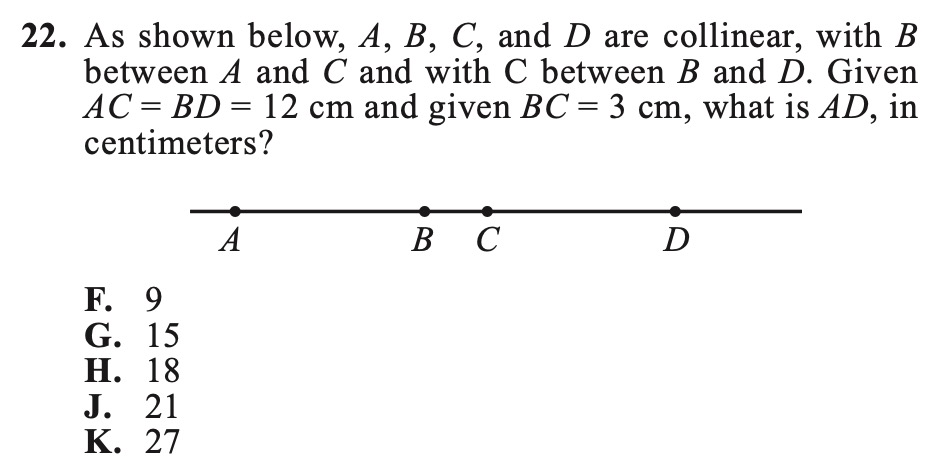 22. As shown below, A, B, C, and D are collinear, with B
between A and C and with C between B and D. Given
AC = BD = 12 cm and given BC = 3 cm, what is AD, in
centimeters?
A B C D
F. 9
G. 15
H. 18
J. 21
K. 27